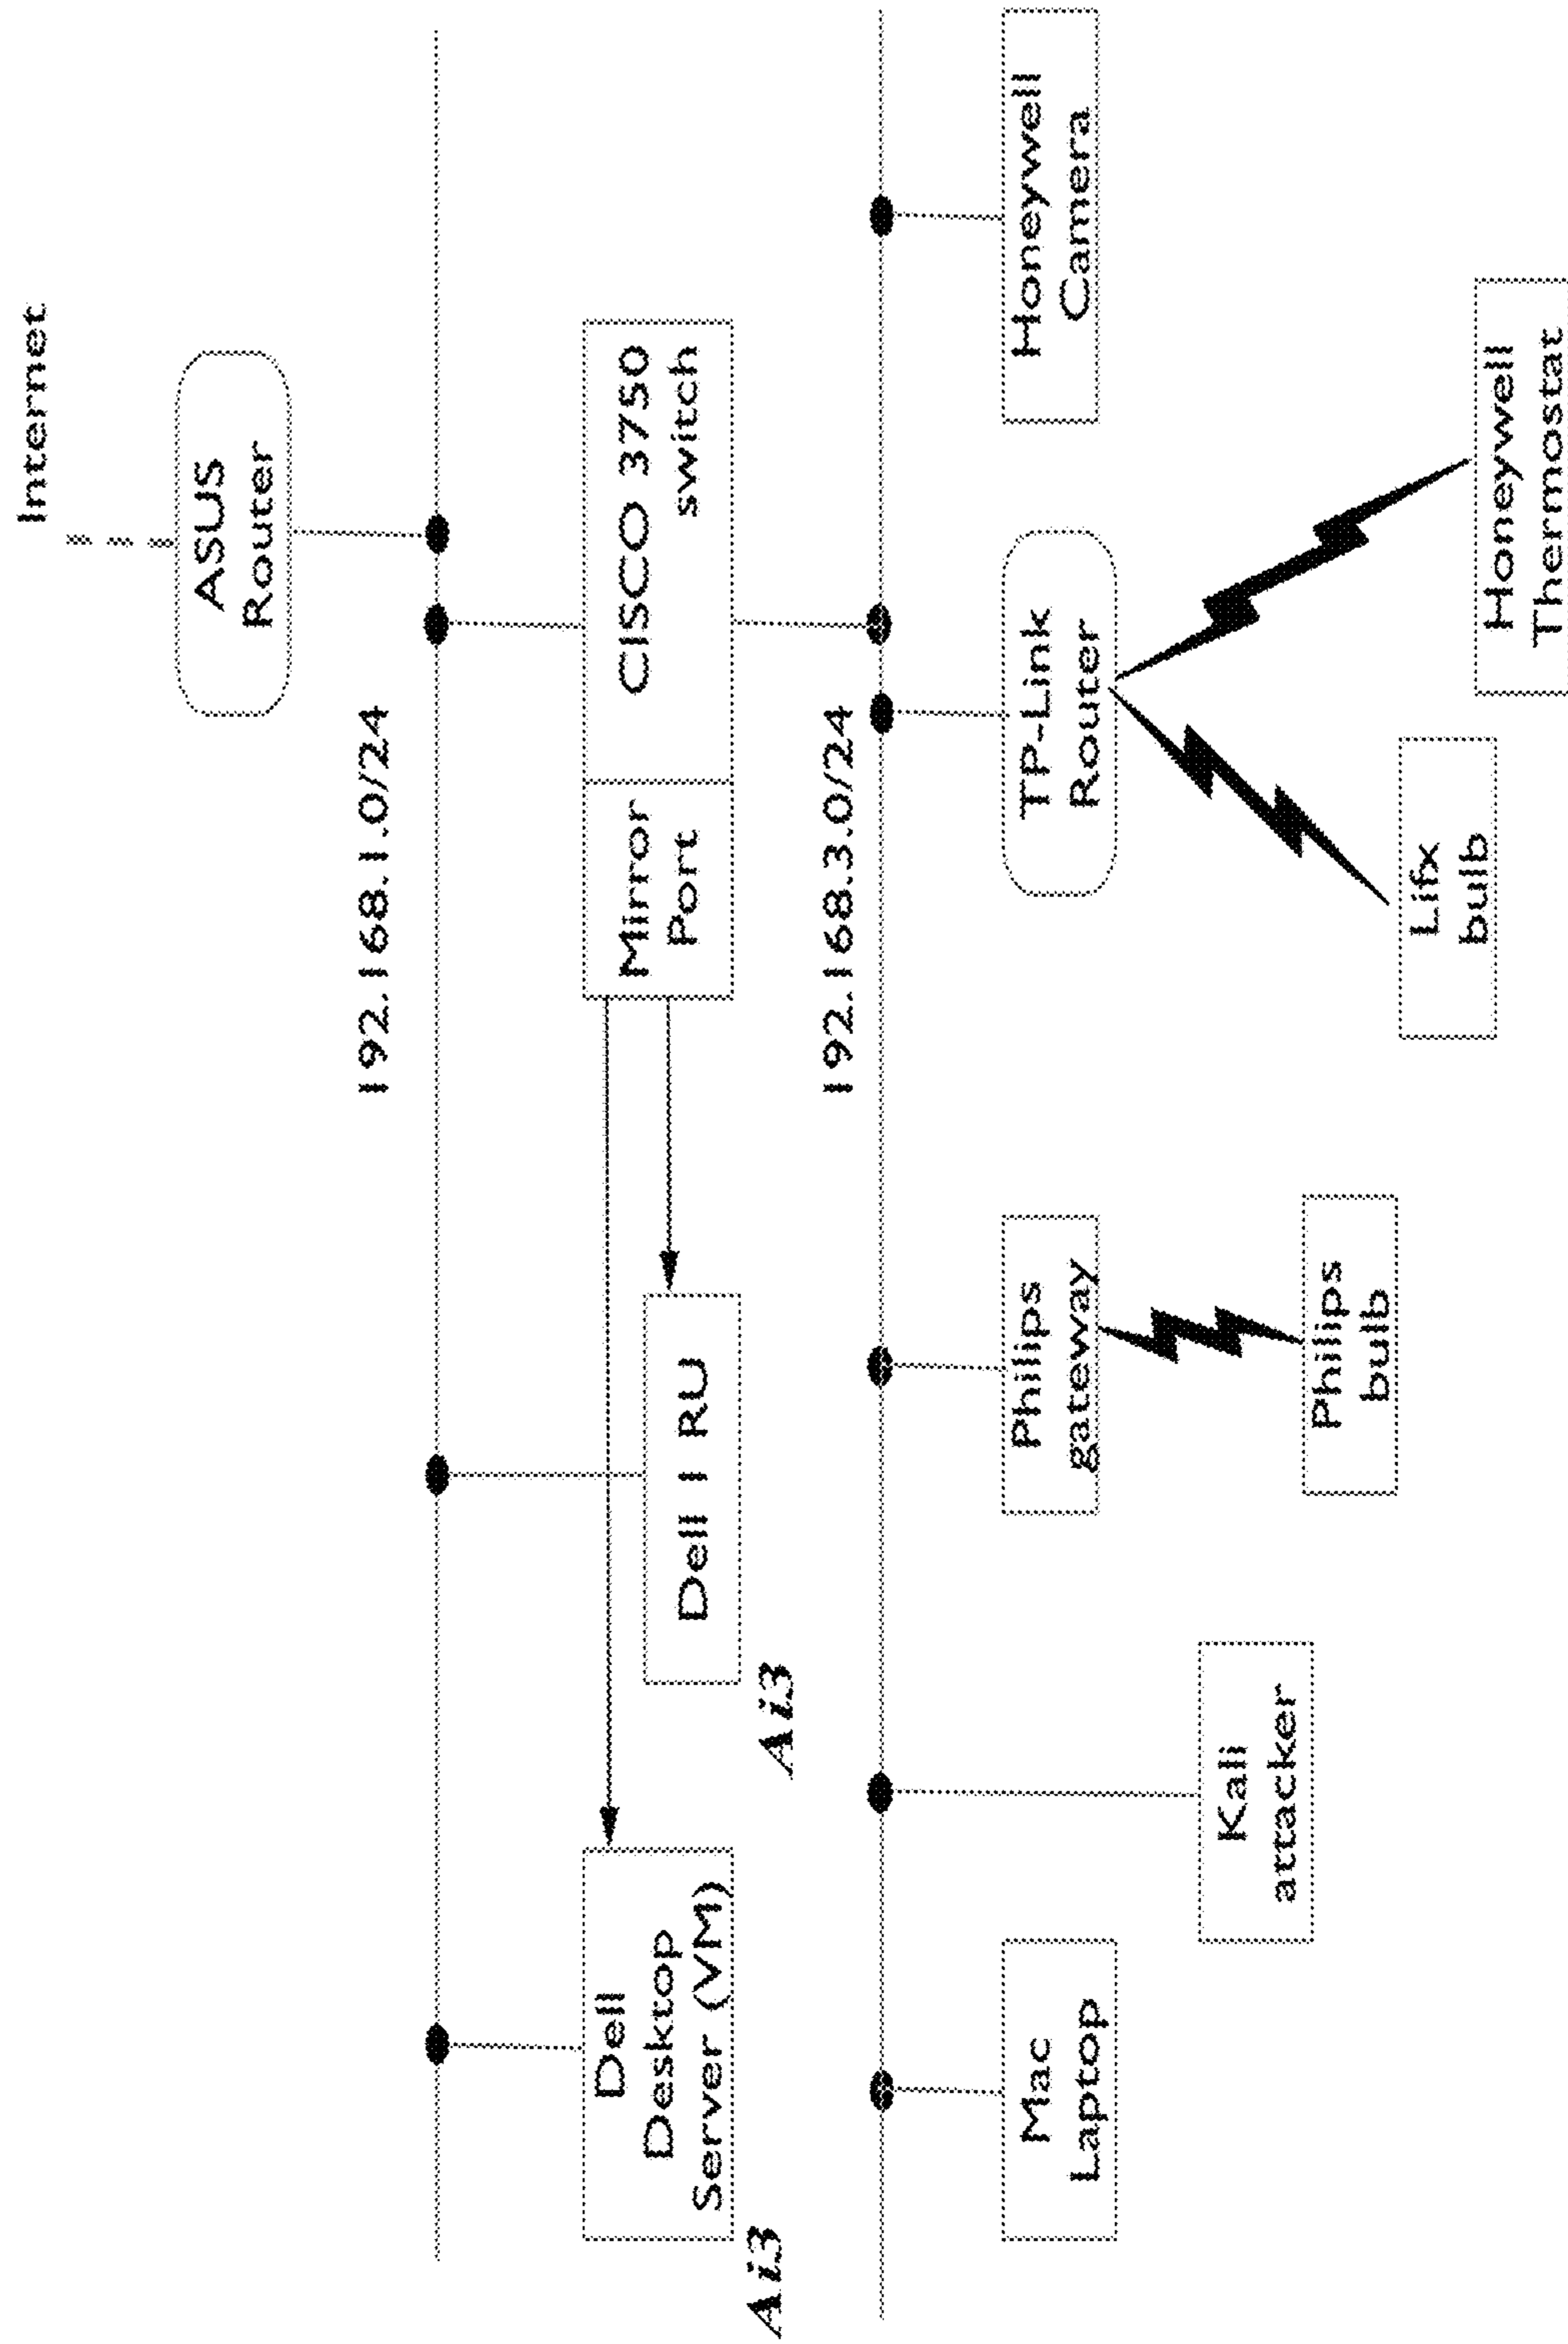 Internet
ASUS
Router
192.168.1.0/24
Dell
Desktop
Server (VM)
Ai3
Dell 1 RU
Ai3
Mirror
Port
CISCO 3750
switch
192.168.3.0/24
Mac
Laptop
Kali
attacker
Philips
gateway
Philips
bulb
TP-Link
Router
Lifx
bulb
Honeywell
Thermostat
Honeywell
Camera